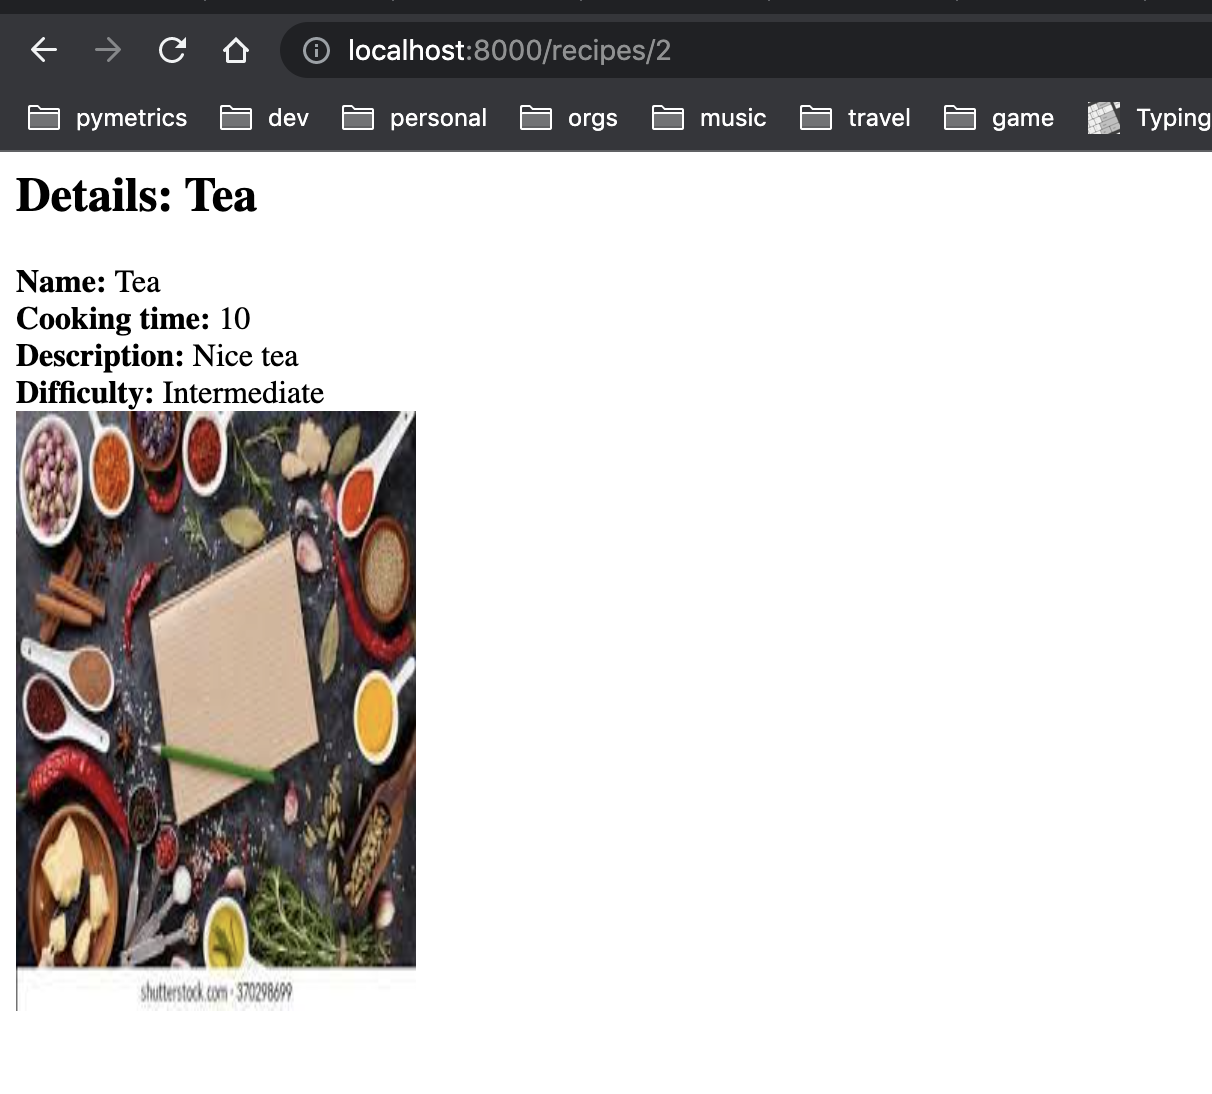 localhost:8000/recipes/2
pymetrics dev personal orgs music travel game Typing
Details: Tea
Name: Tea
Cooking time: 10
Description: Nice tea
Difficulty: Intermediate
shutterstock.com · 370298699